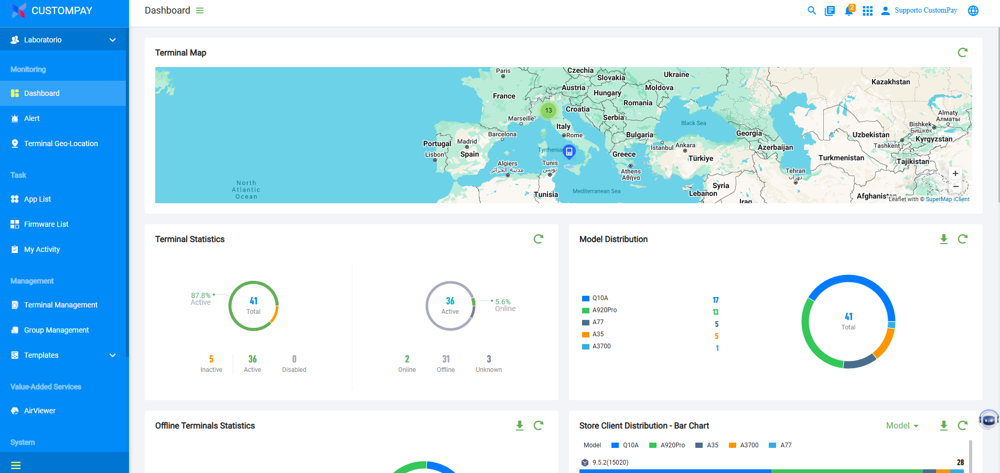 CUSTOMPAY
Dashboard
2
Supporto CustomPay
Laboratorio
Monitoring
Dashboard
Alert
Terminal Geo-Location
Task
App List
Firmware List
My Activity
Management
Terminal Management
Group Management
Templates
Value-Added Services
AirViewer
System
Terminal Map
Paris
Czechia
Slovakia
Ukraine
Kazakhstan
Austria
Moldova
Hungary
France
Romania
13
Croatia
Almaty
Алматы
Marseille
Serbia
Black Sea
Bishkek
Бишкек
Italy
Barcelona
Rome
Bulgaria
Georgia
Uzbekistan
Kyrgyzstan
Portugal
Madrid
İstanbul
Ankara
Azerbaijan
Tashkent
Lisbon
Spain
Tyrrhenia
Greece
Türkiye
Turkmenistan
Tajikistan
Algiers
مدينة الجزائر
Tunis
تونس
Athens
Αθήνα
Tehran
تهران
North
Atlantic
Ocean
Tunisia
Mediterranean Sea
Syria
Lebanon
Iraq
Afghanistan
+
−
Leaflet with © SuperMap iClient
Terminal Statistics
87.8%
Active
41
Total
36
Active
5.6%
Online
5
Inactive
36
Active
0
Disabled
2
Online
31
Offline
3
Unknown
Model Distribution
Q10A 17
A920Pro 13
A77 5
A35 5
A3700 1
41
Total
Offline Terminals Statistics
Store Client Distribution - Bar Chart
Model
Model Q10A A920Pro A35 A3700 A77
9.5.2(15020) 28